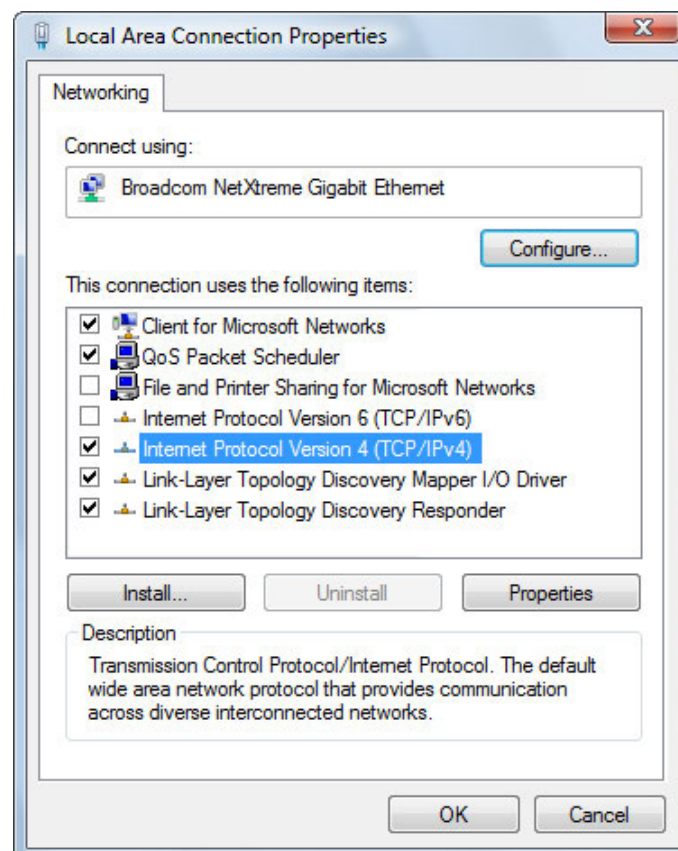 Local Area Connection Properties
Networking
Connect using:
Broadcom NetXtreme Gigabit Ethernet
Configure...
This connection uses the following items:
Client for Microsoft Networks
QoS Packet Scheduler
File and Printer Sharing for Microsoft Networks
Internet Protocol Version 6 (TCP/IPv6)
Internet Protocol Version 4 (TCP/IPv4)
Link-Layer Topology Discovery Mapper I/O Driver
Link-Layer Topology Discovery Responder
Install... Uninstall Properties
Description
Transmission Control Protocol/Internet Protocol. The default
wide area network protocol that provides communication
across diverse interconnected networks.
OK Cancel